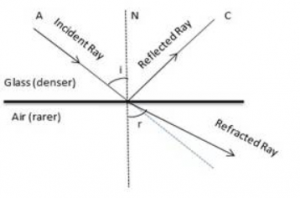 A
N
C
Incident Ray
Reflected Ray
i
Glass (denser)
Air (rarer)
r
Refracted Ray